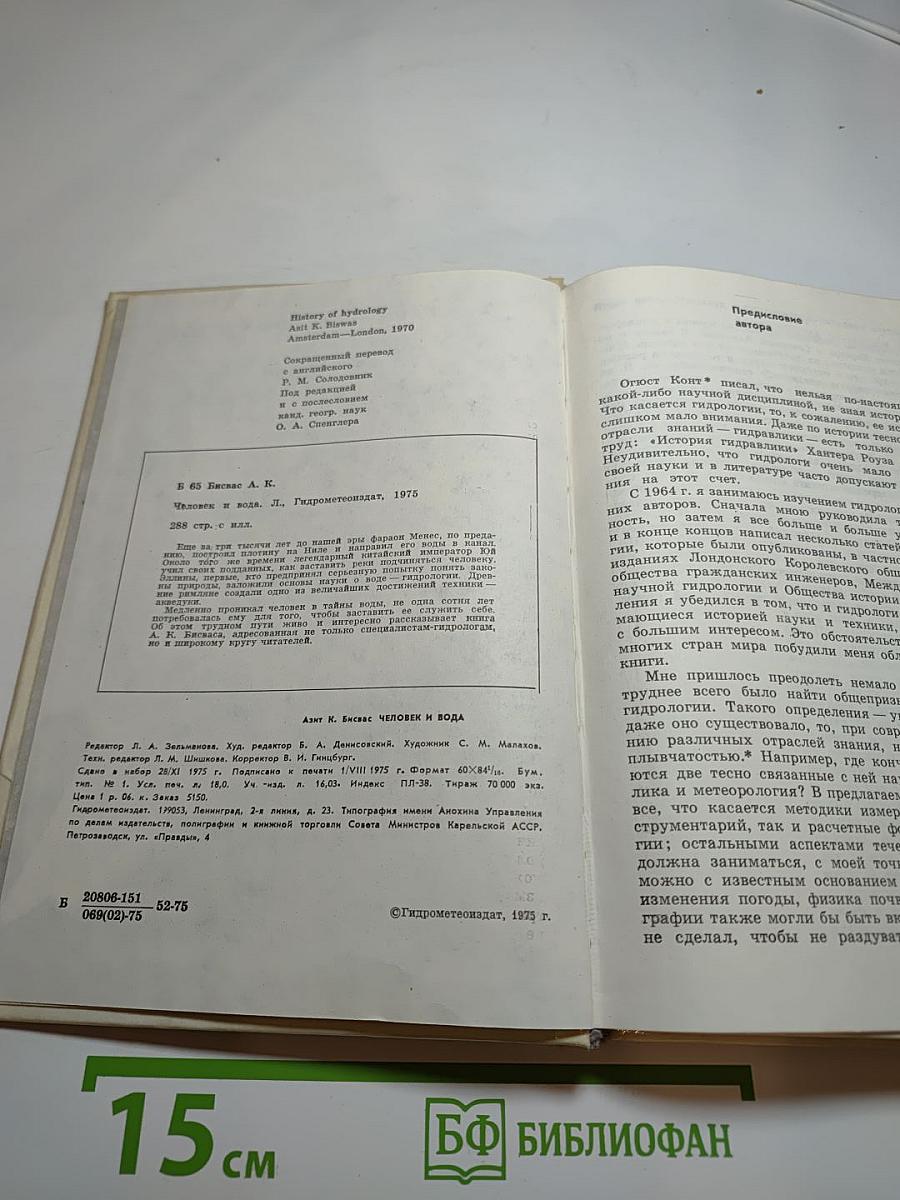 History of hydrology
Asit K. Biswas
Amsterdam—London, 1970
Сокращенный перевод
с английского
Р. М. Солодовник
Под редакцией
и с послесловием
канд. геогр. наук
О. А. Спенглера
Б 65 Бисвас А. К.
Человек и вода. Л., Гидрометеоиздат, 1975
288 стр. с илл.
Еще за три тысячи лет до нашей эры фараон Менес, по преда-
нию, построил плотину на Ниле и направил его воды в канал.
Около того же времени легендарный китайский император Юй
учил своих подданных, как заставить реки подчиняться человеку.
Эллины, первые, кто предпринял серьезную попытку понять зако-
ны природы, заложили основы науки о воде — гидрологии. Древ-
ние римляне создали одно из величайших достижений техники —
акведуки.
Медленно проникал человек в тайны воды, не одна сотня лет
потребовалась ему для того, чтобы заставить ее служить себе.
Об этом трудном пути живо и интересно рассказывает книга
А. К. Бисваса, адресованная не только специалистам-гидрологам,
но и широкому кругу читателей.
Азит К. Бисвас ЧЕЛОВЕК И ВОДА
Редактор Л. А. Зельманова. Худ. редактор Б. А. Денисовский. Художник С. М. Малахов.
Техн. редактор Л. М. Шишкова. Корректор В. И. Гинцбург.
Сдано в набор 28/XI 1975 г. Подписано к печати 1/VIII 1975 г. Формат 60×84¹/₁₆. Бум.
тип. № 1. Усл. печ. л. 18,0. Уч.-изд. л. 16,03. Индекс ПЛ-38. Тираж 70 000 экз.
Цена 1 р. 06. к. Заказ 5150.
Гидрометеоиздат. 199053, Ленинград, 2-я линия, д. 23. Типография имени Анохина Управления
по делам издательств, полиграфии и книжной торговли Совета Министров Карельской АССР.
Петрозаводск, ул. «Правды», 4
Б 20806-151
069(02)-75 52-75
©Гидрометеоиздат, 1975 г.
Предисловие
автора
Огюст Конт* писал, что нельзя по-настоя
какой-либо научной дисциплиной, не зная истор
Что касается гидрологии, то, к сожалению, ее ис
слишком мало внимания. Даже по истории тесно
отрасли знаний — гидравлики — есть только
труд: «История гидравлики» Хантера Роуза
Неудивительно, что гидрологи очень мало
своей науки и в литературе часто допускают
ния на этот счет.
С 1964 г. я занимаюсь изучением гидролог
них авторов. Сначала мною руководила т
ность, но затем я все больше и больше у
и в конце концов написал несколько статей
гии, которые были опубликованы, в частно
изданиях Лондонского Королевского общ
общества гражданских инженеров, Межд
научной гидрологии и Общества истории
ления я убедился в том, что и гидрологи
мающиеся историей науки и техники,
с большим интересом. Это обстоятельст
многих стран мира побудили меня обл
книги.
Мне пришлось преодолеть немало
труднее всего было найти общепризн
гидрологии. Такого определения — у
даже оно существовало, то, при совр
нию различных отраслей знания, н
плывчатостью.* Например, где конч
ются две тесно связанные с ней нау
лика и метеорология? В предлагаем
все, что касается методики измер
струментарий, так и расчетные фо
гии; остальными аспектами тече
должна заниматься, с моей точк
можно с известным основанием
изменения погоды, физика почв
графии также могли бы быть вк
не сделал, чтобы не раздуват
15 см
БФ БИБЛИОФАН